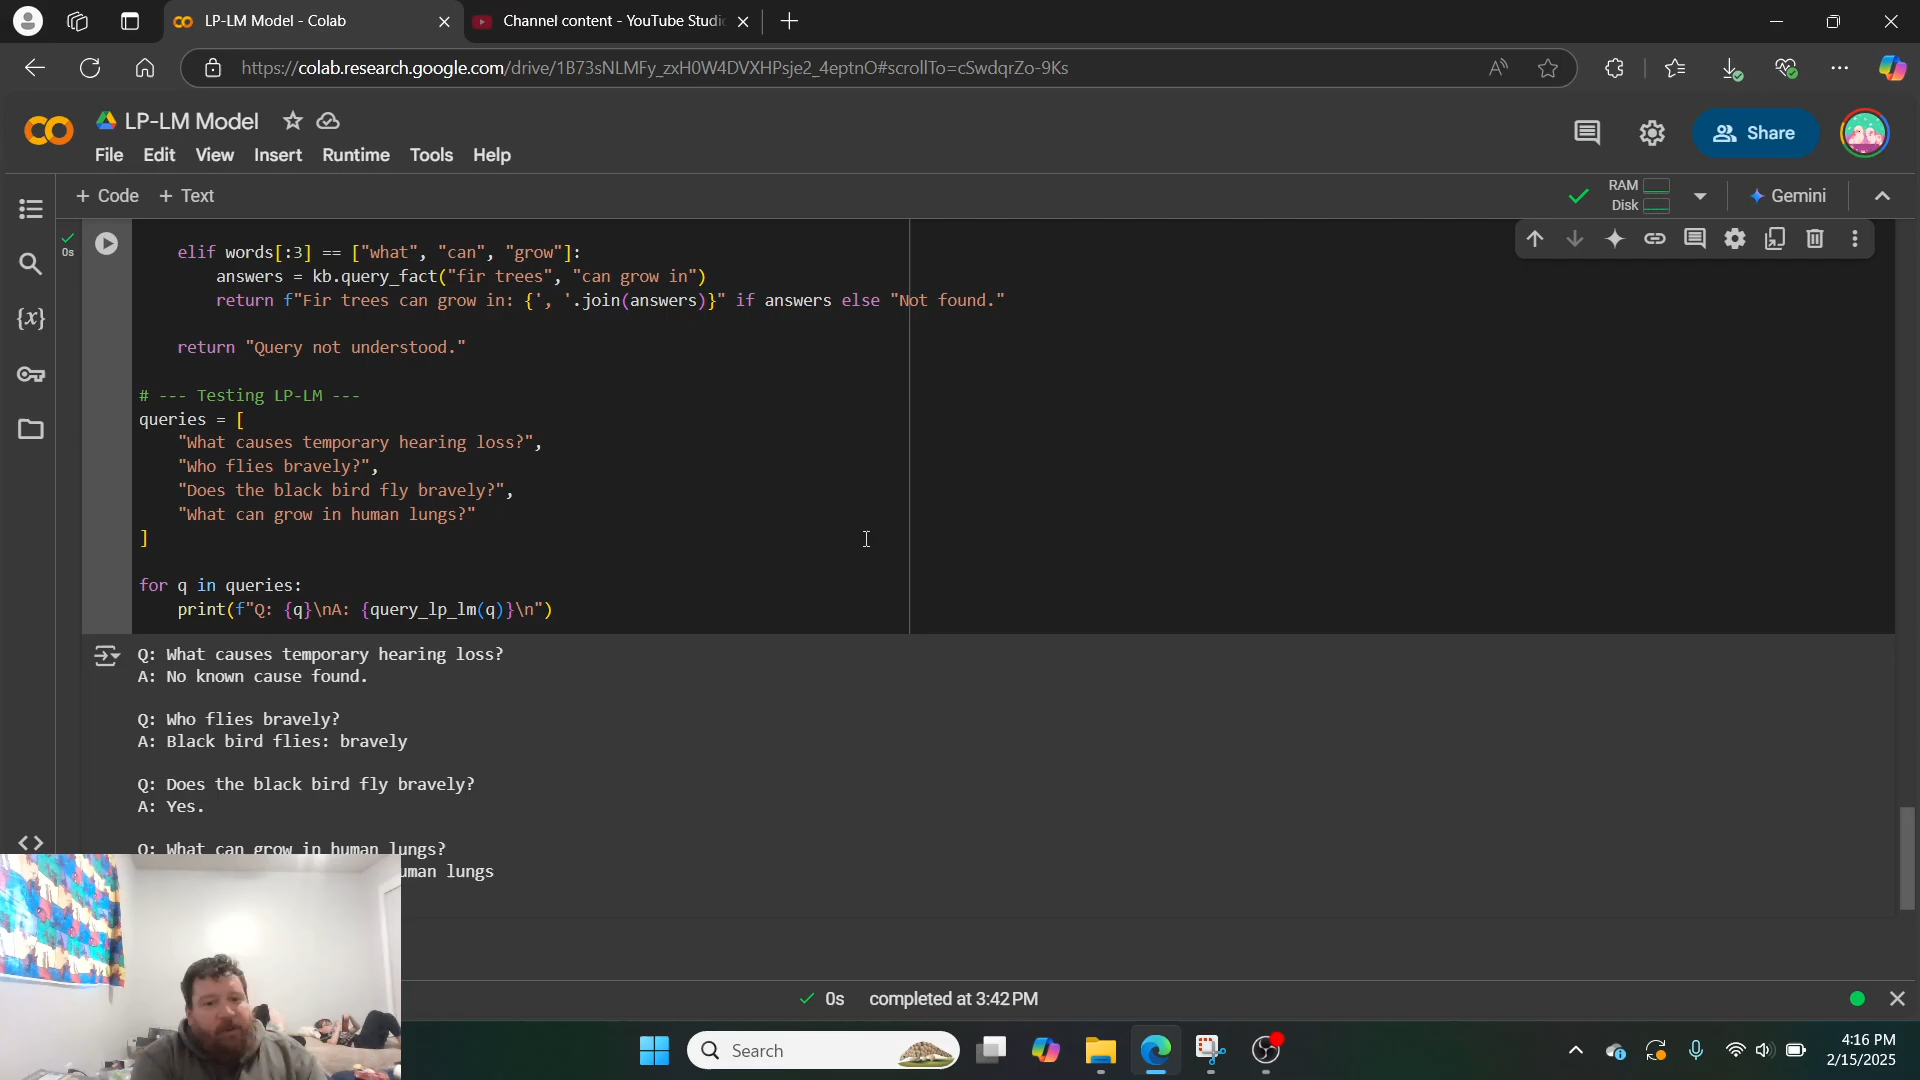 LP-LM Model - Colab
Channel content - YouTube Studi
https://colab.research.google.com/drive/1B73sNLMFy_zxH0W4DVXHPsje2_4eptnO#scrollTo=cSwdqrZo-9Ks
LP-LM Model
Share
File Edit View Insert Runtime Tools Help
+ Code + Text
RAM
Disk
Gemini
0s
elif words[:3] == ["what", "can", "grow"]:
answers = kb.query_fact("fir trees", "can grow in")
return f"Fir trees can grow in: {', '.join(answers)}" if answers else "Not found."
return "Query not understood."
# --- Testing LP-LM ---
queries = [
"What causes temporary hearing loss?",
"Who flies bravely?",
"Does the black bird fly bravely?",
"What can grow in human lungs?"
]
for q in queries:
print(f"Q: {q}\nA: {query_lp_lm(q)}\n")
Q: What causes temporary hearing loss?
A: No known cause found.
Q: Who flies bravely?
A: Black bird flies: bravely
Q: Does the black bird fly bravely?
A: Yes.
Q: What can grow in human lungs?
uman lungs
0s completed at 3:42 PM
Search
4:16 PM
2/15/2025